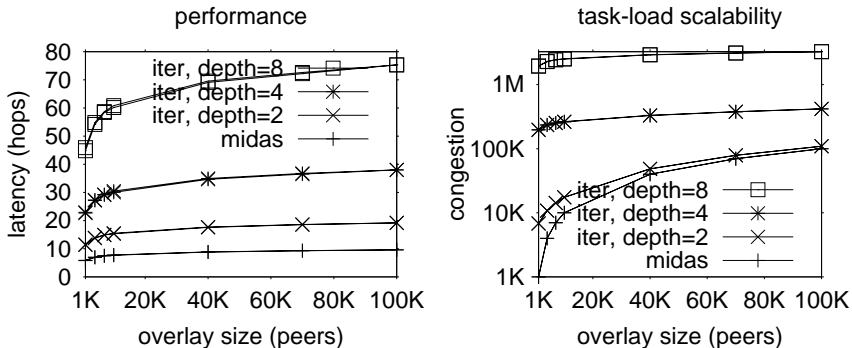 performance
latency (hops)
80
70
60
50
40
30
20
10
0
iter, depth=8
iter, depth=4
iter, depth=2
midas
1K 20K 40K 60K 80K 100K
overlay size (peers)
task-load scalability
congestion
1M
100K
10K
1K
iter, depth=8
iter, depth=4
iter, depth=2
midas
1K 20K 40K 60K 80K 100K
overlay size (peers)